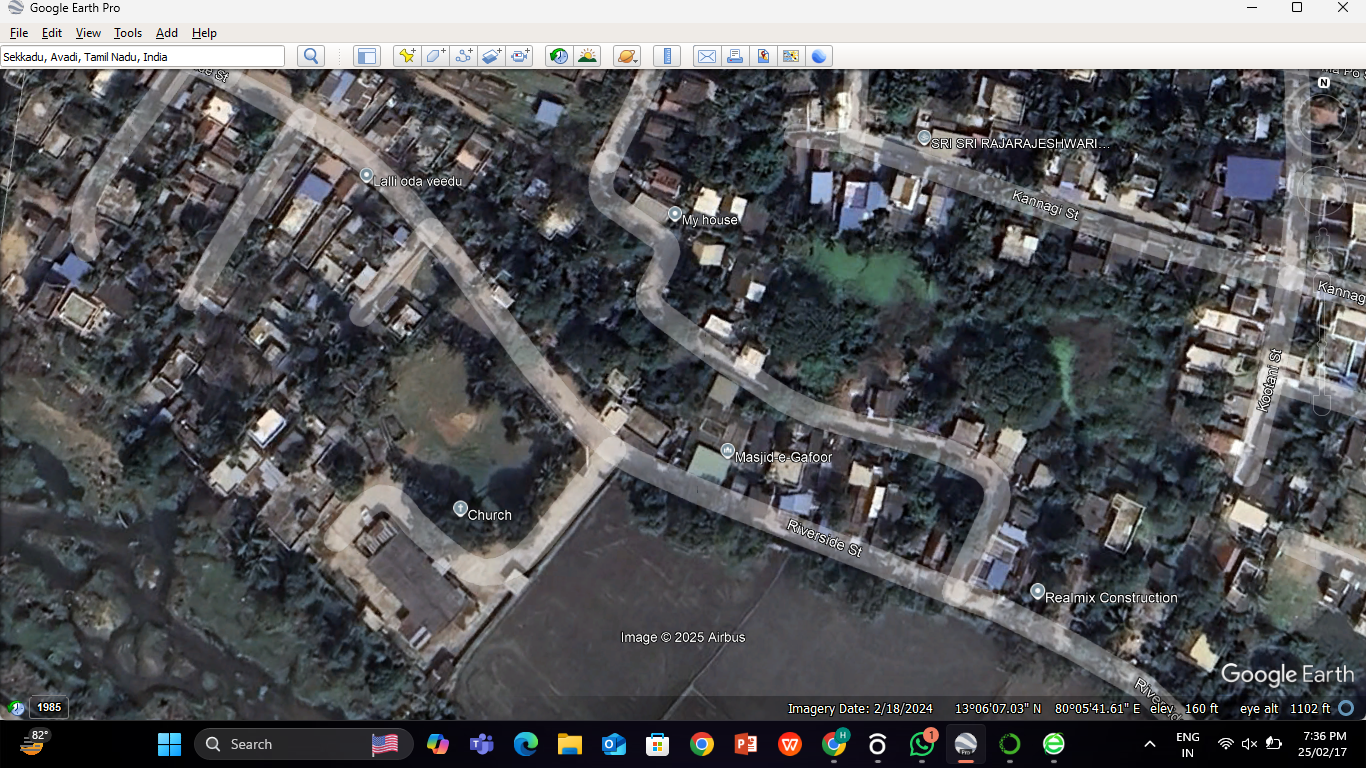 Google Earth Pro
File Edit View Tools Add Help
Sekkadu, Avadi, Tamil Nadu, India
N
SRI SRI RAJARAJESHWARI...
Lalli oda veedu
Kannagi St
My house
Kootani St
Masjid-e-Gafoor
Church
Riverside St
Realmix Construction
Image © 2025 Airbus
Google Earth
1985
Imagery Date: 2/18/2024 13°06'07.03" N 80°05'41.61" E elev 160 ft eye alt 1102 ft
82°
Search
H
1
Pro
ENG
IN
7:36 PM
25/02/17